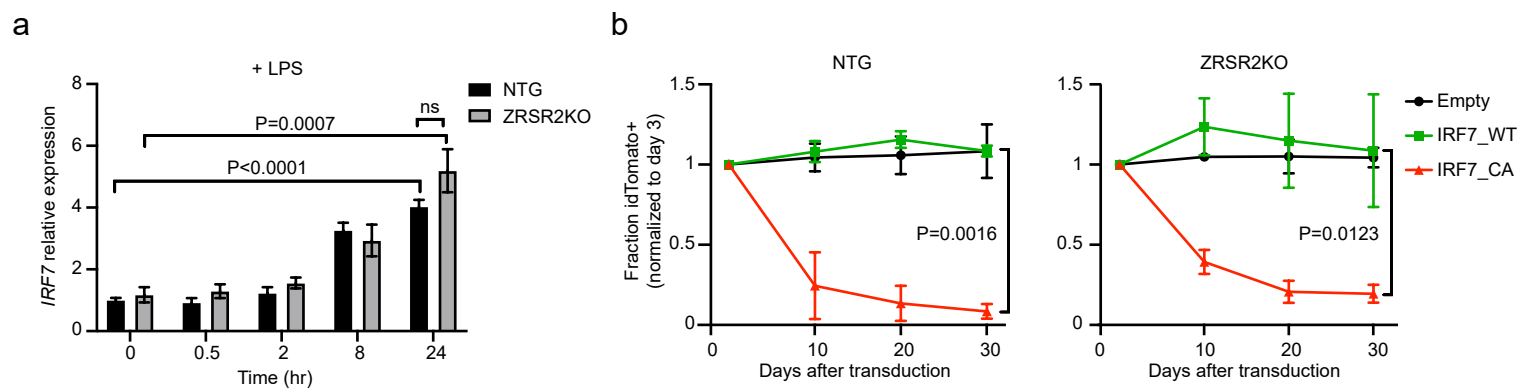 a
+ LPS
IRF7 relative expression
8
6
4
2
0
NTG
ZRSR2KO
ns
P=0.0007
P<0.0001
0 0.5 2 8 24
Time (hr)
b
Fraction idTomato+
(normalized to day 3)
NTG
1.5
1
0.5
0
P=0.0016
0 10 20 30
Days after transduction
ZRSR2KO
1.5
1
0.5
0
P=0.0123
0 10 20 30
Days after transduction
Empty
IRF7_WT
IRF7_CA